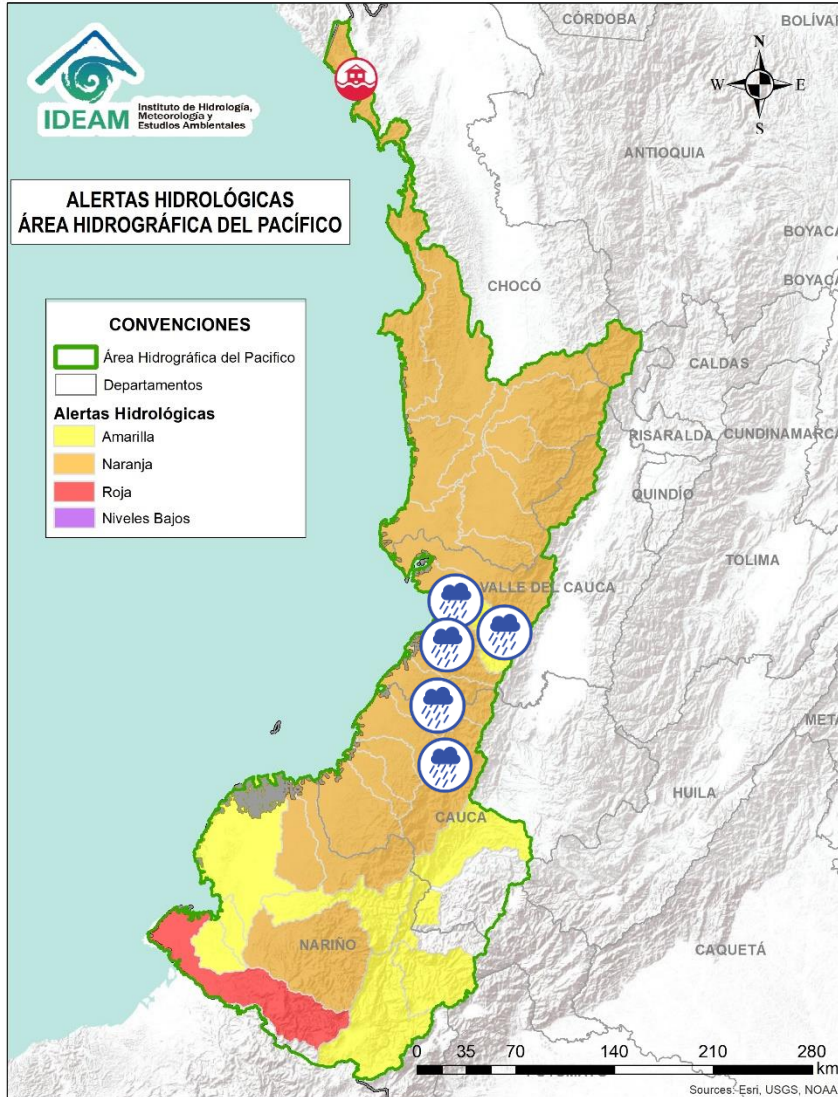 IDEAM
Instituto de Hidrología,
Meteorología y
Estudios Ambientales
ALERTAS HIDROLÓGICAS
ÁREA HIDROGRÁFICA DEL PACÍFICO
CONVENCIONES
Área Hidrográfica del Pacifico
Departamentos
Alertas Hidrológicas
Amarilla
Naranja
Roja
Niveles Bajos
CÓRDOBA
BOLÍVA
N
W
E
S
ANTIOQUIA
BOYACÁ
BOYACÁ
CHOCÓ
CALDAS
RISARALDA
CUNDINAMARCA
QUINDÍO
TOLIMA
VALLE DEL CAUCA
META
HUILA
CAUCA
NARIÑO
CAQUETÁ
0 35 70 140 210 280
km
Sources: Esri, USGS, NOAA